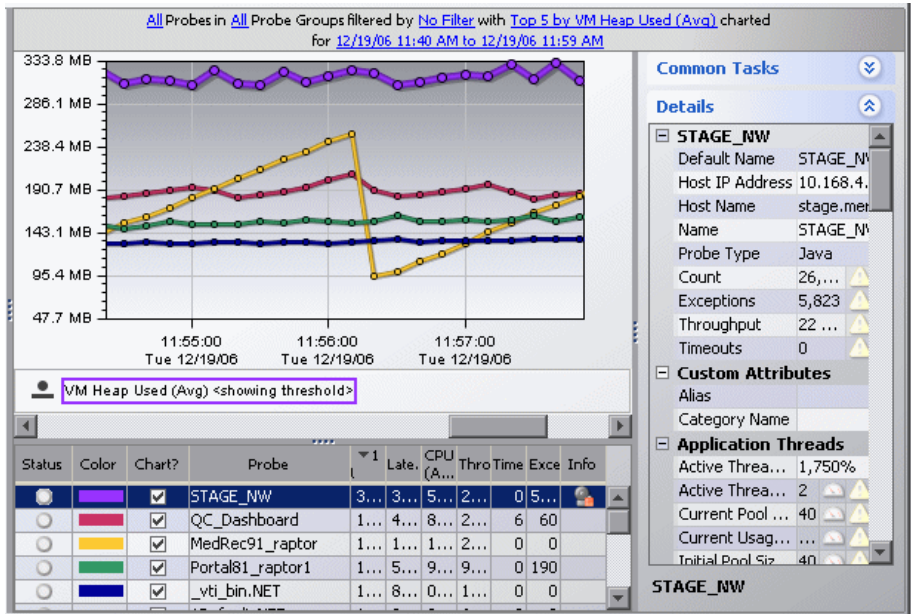 All Probes in All Probe Groups filtered by No Filter with Top 5 by VM Heap Used (Avg) charted
for 12/19/06 11:40 AM to 12/19/06 11:59 AM
333.8 MB
286.1 MB
238.4 MB
190.7 MB
143.1 MB
95.4 MB
47.7 MB
11:55:00 11:56:00 11:57:00
Tue 12/19/06 Tue 12/19/06 Tue 12/19/06
VM Heap Used (Avg) <showing threshold>
Status Color Chart? Probe 1 Late. CPU (A... Thro Time Exce Info
STAGE_NW 3... 3... 5... 2... 0 5...
QC_Dashboard 1... 4... 8... 2... 6 60
MedRec91_raptor 1... 1... 1... 2... 0 0
Portal81_raptor1 1... 5... 9... 9... 0 190
_vti_bin.NET 1... 8... 0... 1... 0 0
Common Tasks
Details
STAGE_NW
Default Name STAGE_N
Host IP Address 10.168.4.
Host Name stage.mer
Name STAGE_N
Probe Type Java
Count 26,...
Exceptions 5,823
Throughput 22 ...
Timeouts 0
Custom Attributes
Alias
Category Name
Application Threads
Active Threa... 1,750%
Active Threa... 2
Current Pool ... 40
Current Usag... ...
Initial Pool Siz 40
STAGE_NW